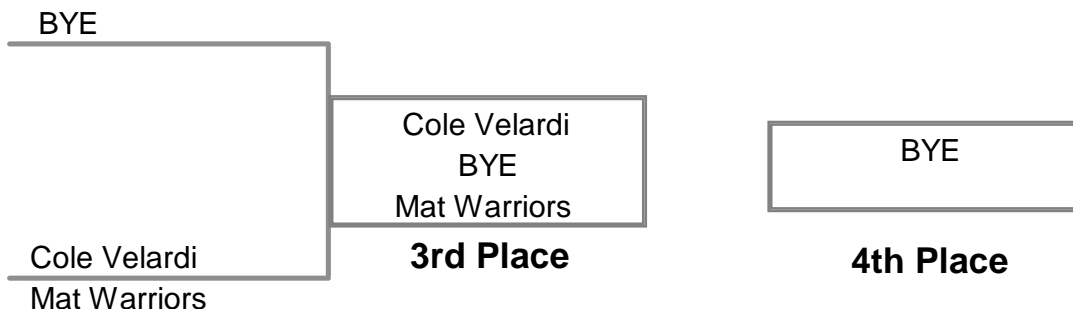 BYE
Cole Velardi
BYE
Mat Warriors
3rd Place
BYE
4th Place
Cole Velardi
Mat Warriors